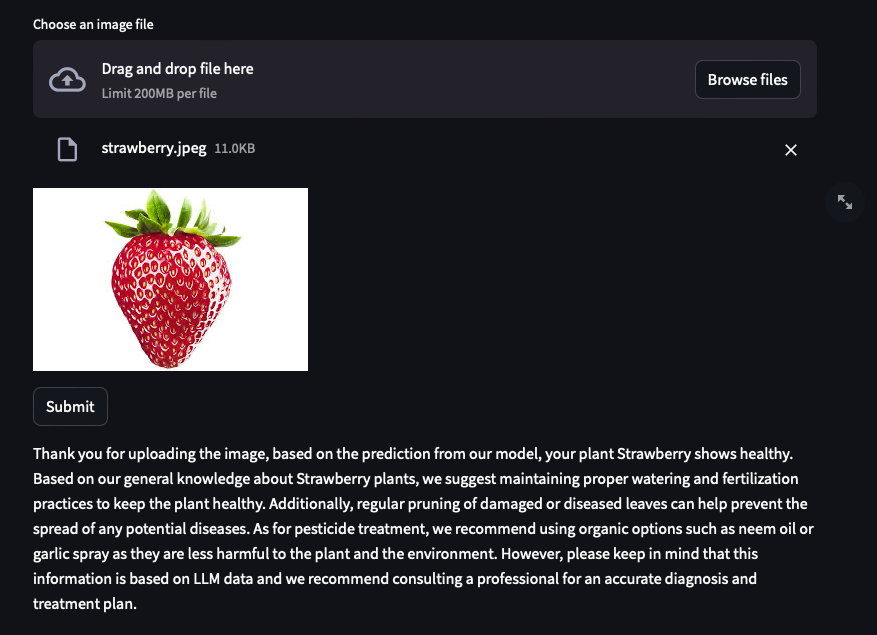 Choose an image file
Drag and drop file here
Limit 200MB per file
Browse files
strawberry.jpeg 11.0KB
Submit
Thank you for uploading the image, based on the prediction from our model, your plant Strawberry shows healthy.
Based on our general knowledge about Strawberry plants, we suggest maintaining proper watering and fertilization
practices to keep the plant healthy. Additionally, regular pruning of damaged or diseased leaves can help prevent the
spread of any potential diseases. As for pesticide treatment, we recommend using organic options such as neem oil or
garlic spray as they are less harmful to the plant and the environment. However, please keep in mind that this
information is based on LLM data and we recommend consulting a professional for an accurate diagnosis and
treatment plan.